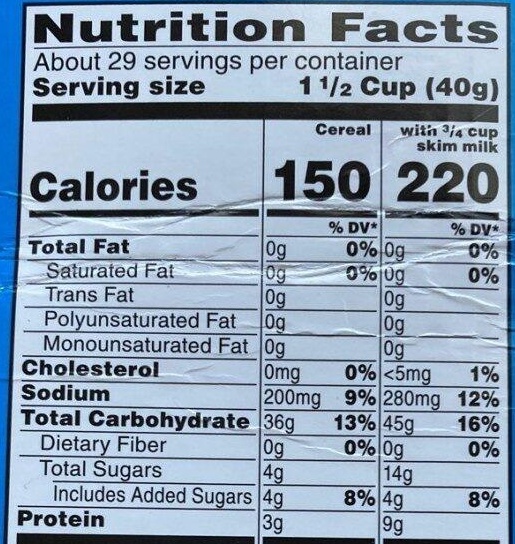 Nutrition Facts
About 29 servings per container
Serving size 1 1/2 Cup (40g)
Cereal with 3/4 cup
skim milk
Calories 150 220
% DV* % DV*
Total Fat 0g 0% 0g 0%
Saturated Fat 0g 0% 0g 0%
Trans Fat 0g 0g
Polyunsaturated Fat 0g 0g
Monounsaturated Fat 0g 0g
Cholesterol 0mg 0% <5mg 1%
Sodium 200mg 9% 280mg 12%
Total Carbohydrate 36g 13% 45g 16%
Dietary Fiber 0g 0% 0g 0%
Total Sugars 4g 14g
Includes Added Sugars 4g 8% 4g 8%
Protein 3g 9g